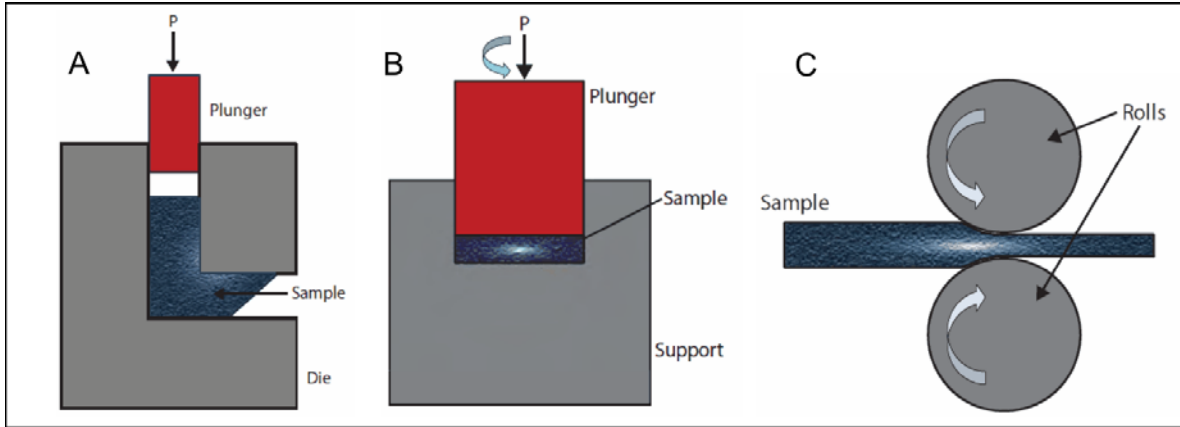 A
P
Plunger
Sample
Die
B
P
Plunger
Sample
Support
C
Rolls
Sample